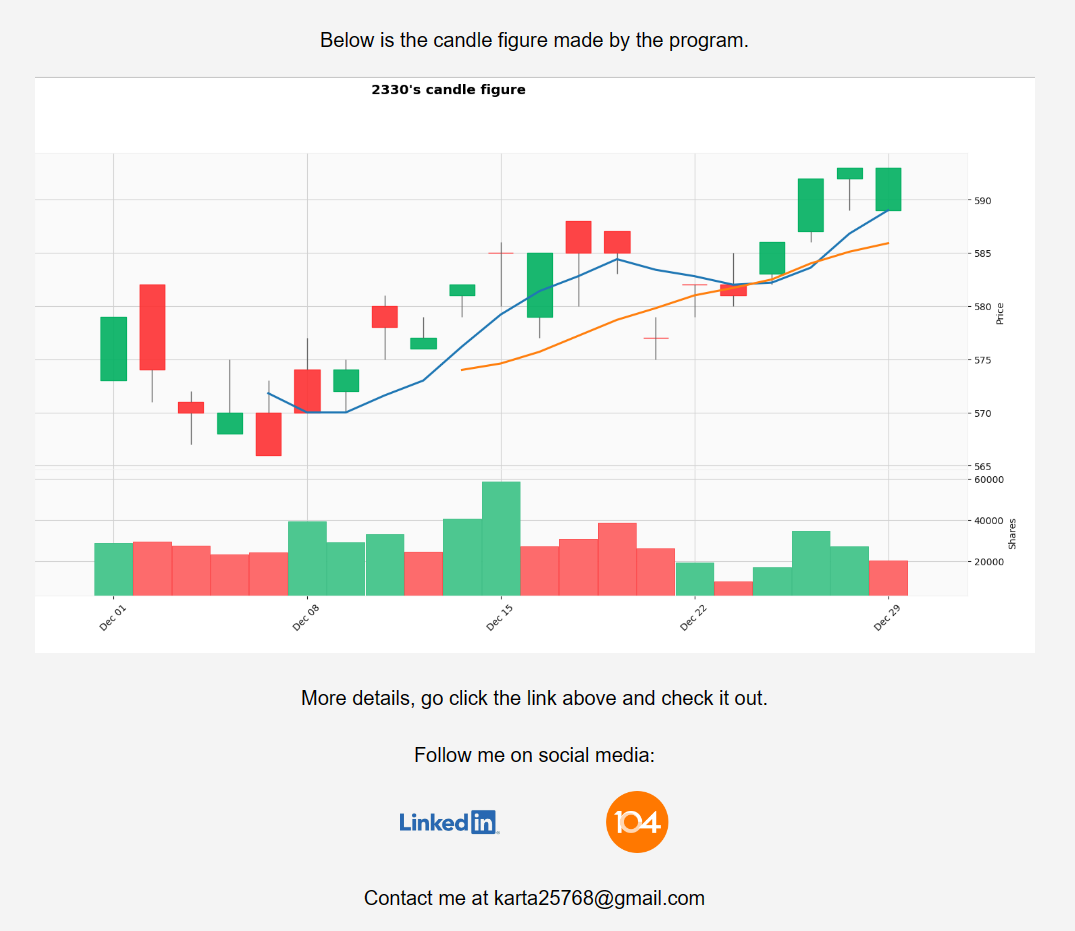 Below is the candle figure made by the program.
2330's candle figure
590
585
580
Price
575
570
565
60000
40000
Shares
20000
Dec 01
Dec 08
Dec 15
Dec 22
Dec 29
More details, go click the link above and check it out.
Follow me on social media:
Linked in
104
Contact me at karta25768@gmail.com